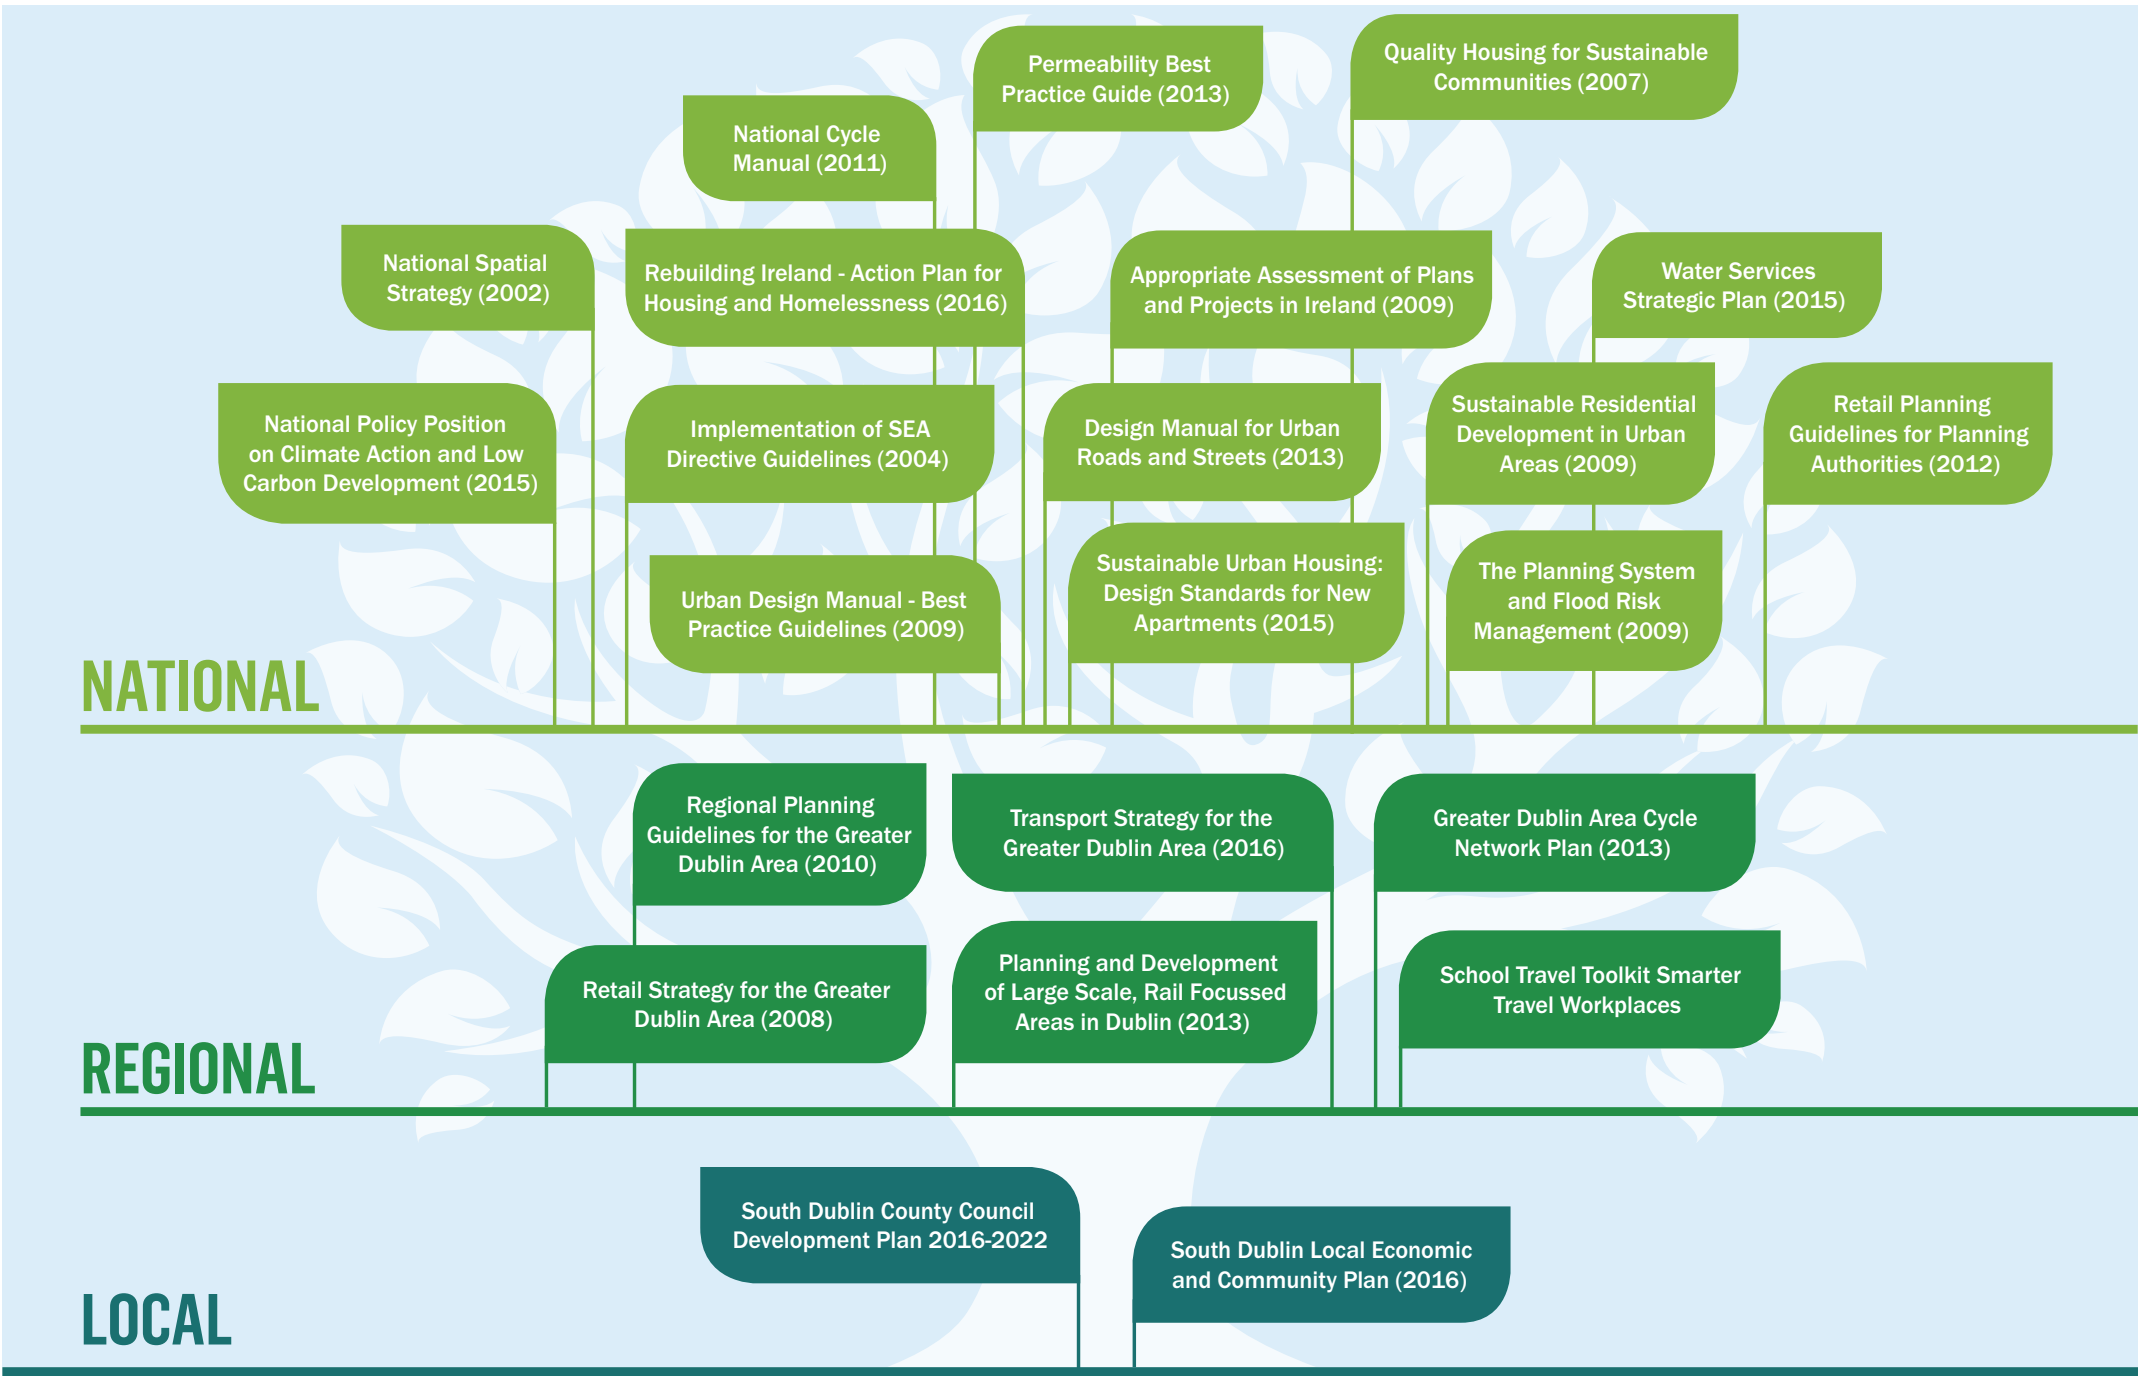 Permeability Best
Practice Guide (2013)
Quality Housing for Sustainable
Communities (2007)
National Cycle
Manual (2011)
National Spatial
Strategy (2002)
Rebuilding Ireland - Action Plan for
Housing and Homelessness (2016)
Appropriate Assessment of Plans
and Projects in Ireland (2009)
Water Services
Strategic Plan (2015)
National Policy Position
on Climate Action and Low
Carbon Development (2015)
Implementation of SEA
Directive Guidelines (2004)
Design Manual for Urban
Roads and Streets (2013)
Sustainable Residential
Development in Urban
Areas (2009)
Retail Planning
Guidelines for Planning
Authorities (2012)
Urban Design Manual - Best
Practice Guidelines (2009)
Sustainable Urban Housing:
Design Standards for New
Apartments (2015)
The Planning System
and Flood Risk
Management (2009)
NATIONAL
Regional Planning
Guidelines for the Greater
Dublin Area (2010)
Transport Strategy for the
Greater Dublin Area (2016)
Greater Dublin Area Cycle
Network Plan (2013)
Retail Strategy for the Greater
Dublin Area (2008)
Planning and Development
of Large Scale, Rail Focussed
Areas in Dublin (2013)
School Travel Toolkit Smarter
Travel Workplaces
REGIONAL
South Dublin County Council
Development Plan 2016-2022
South Dublin Local Economic
and Community Plan (2016)
LOCAL